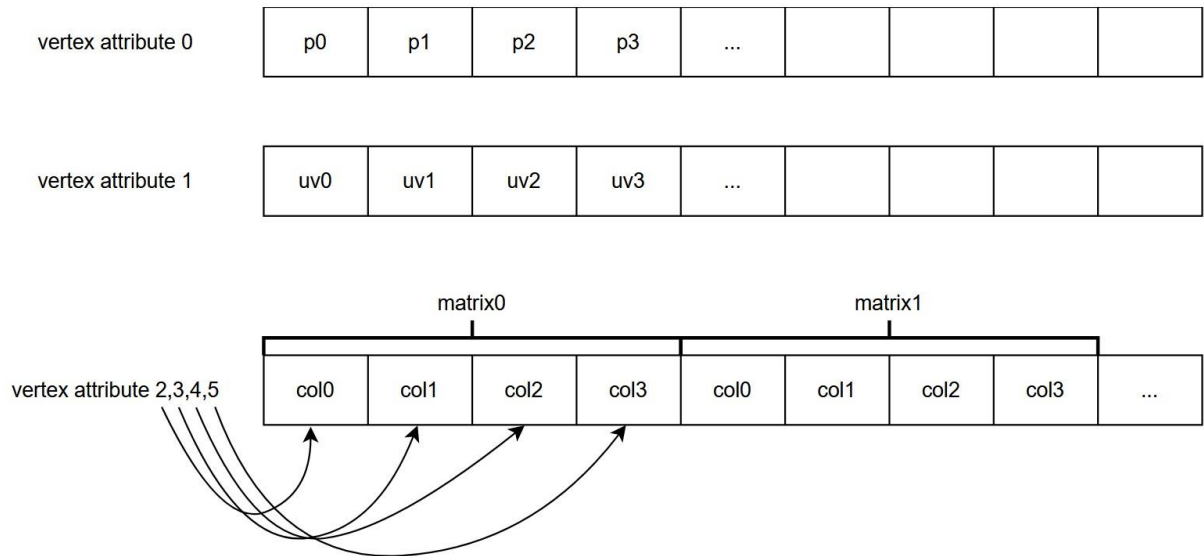 vertex attribute 0 p0 p1 p2 p3 ...
vertex attribute 1 uv0 uv1 uv2 uv3 ...
matrix0 matrix1
vertex attribute 2,3,4,5 col0 col1 col2 col3 col0 col1 col2 col3 ...